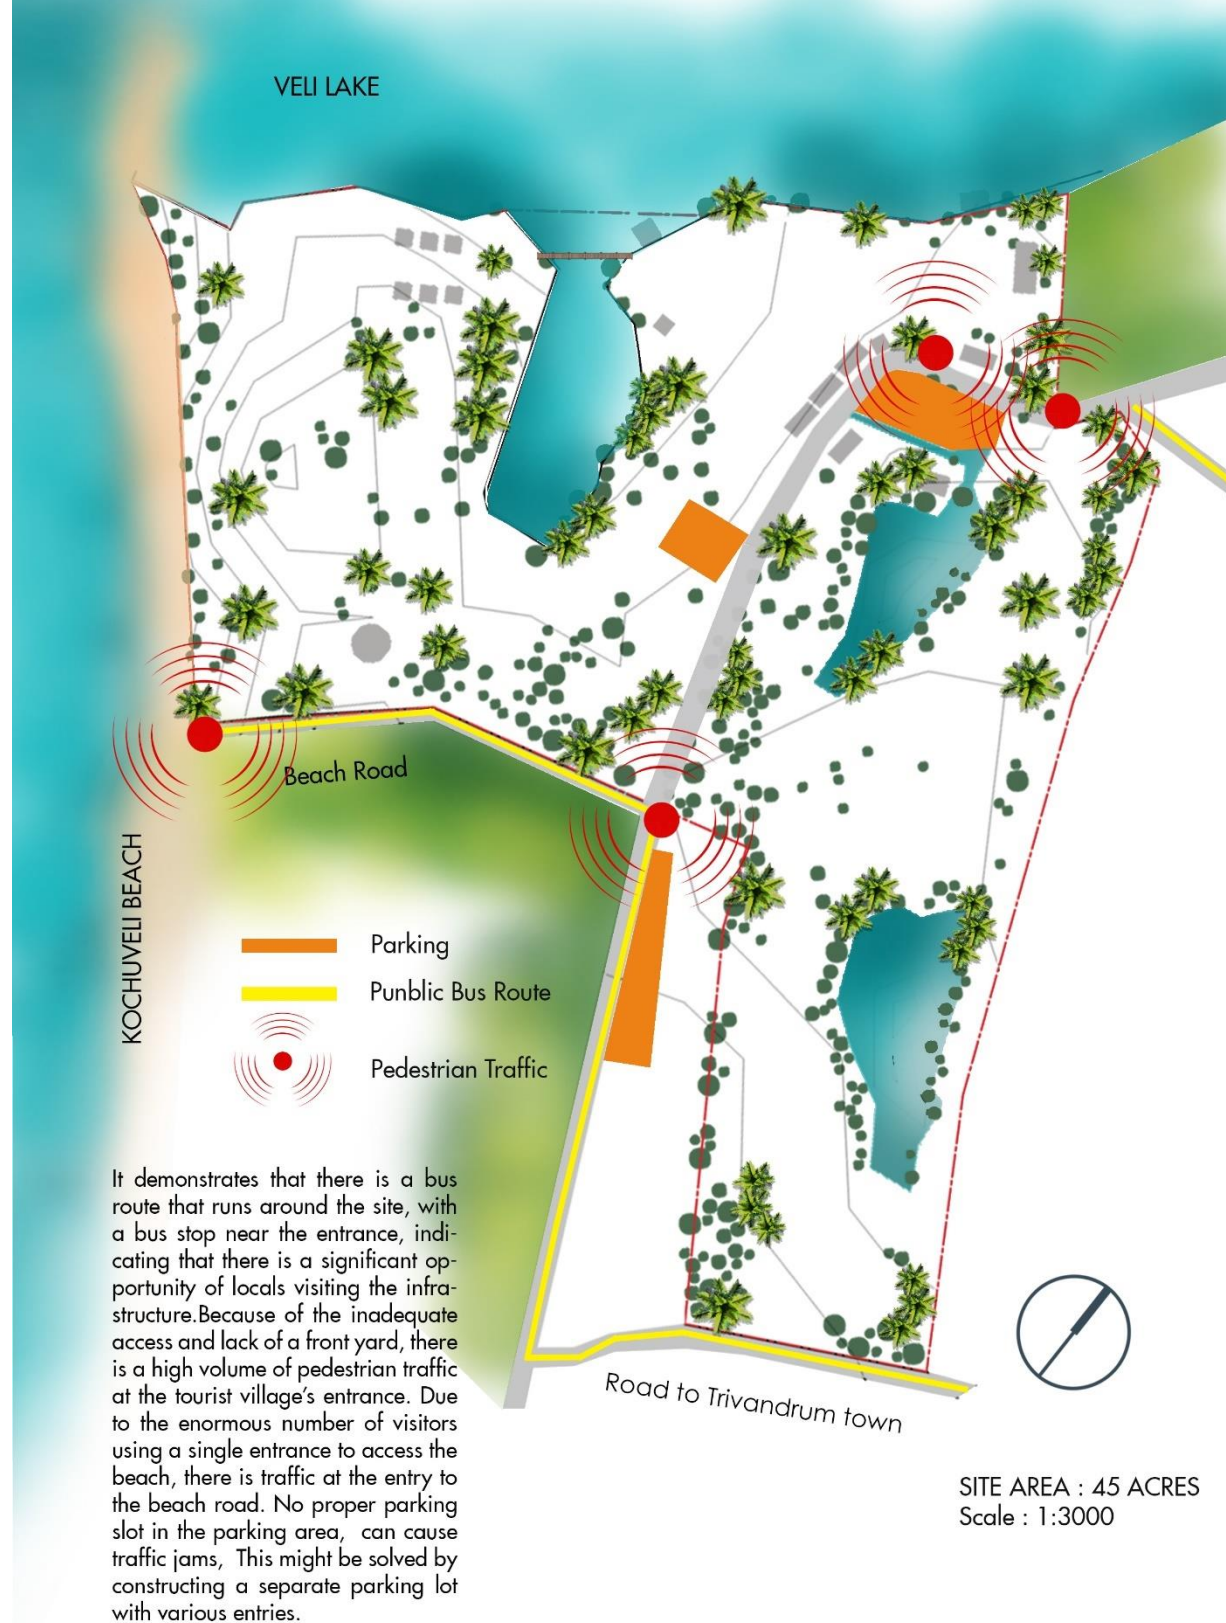 VELI LAKE
Beach Road
KOCHUVELI BEACH
Parking
Punblic Bus Route
Pedestrian Traffic
It demonstrates that there is a bus
route that runs around the site, with
a bus stop near the entrance, indi-
cating that there is a significant op-
portunity of locals visiting the infra-
structure.Because of the inadequate
access and lack of a front yard, there
is a high volume of pedestrian traffic
at the tourist village's entrance. Due
to the enormous number of visitors
using a single entrance to access the
beach, there is traffic at the entry to
the beach road. No proper parking
slot in the parking area, can cause
traffic jams, This might be solved by
constructing a separate parking lot
with various entries.
Road to Trivandrum town
SITE AREA : 45 ACRES
Scale : 1:3000